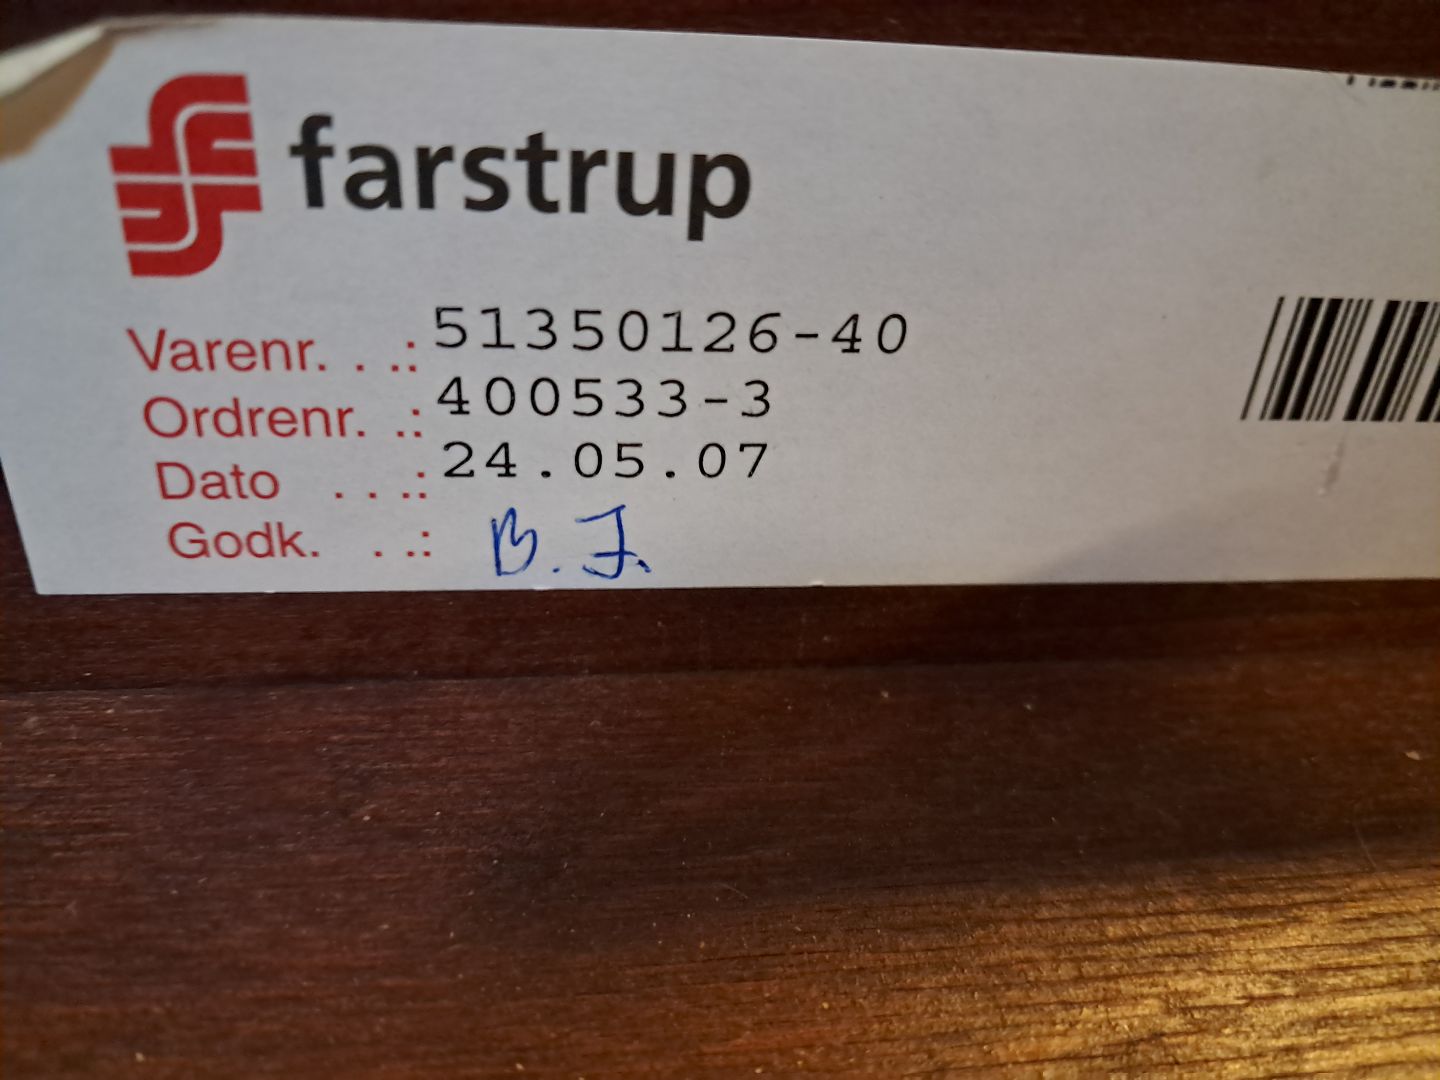 farstrup
Varenr. . .: 51350126-40
Ordrenr. .: 400533-3
Dato . . .: 24.05.07
Godk. . .: B. J.